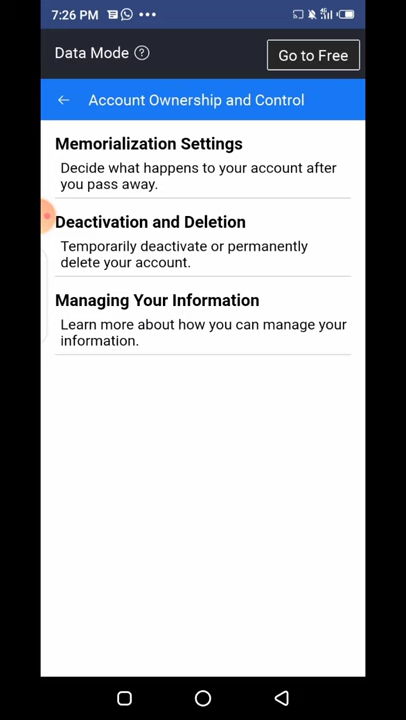 7:26 PM
Data Mode
Go to Free
Account Ownership and Control
Memorialization Settings
Decide what happens to your account after
you pass away.
Deactivation and Deletion
Temporarily deactivate or permanently
delete your account.
Managing Your Information
Learn more about how you can manage your
information.